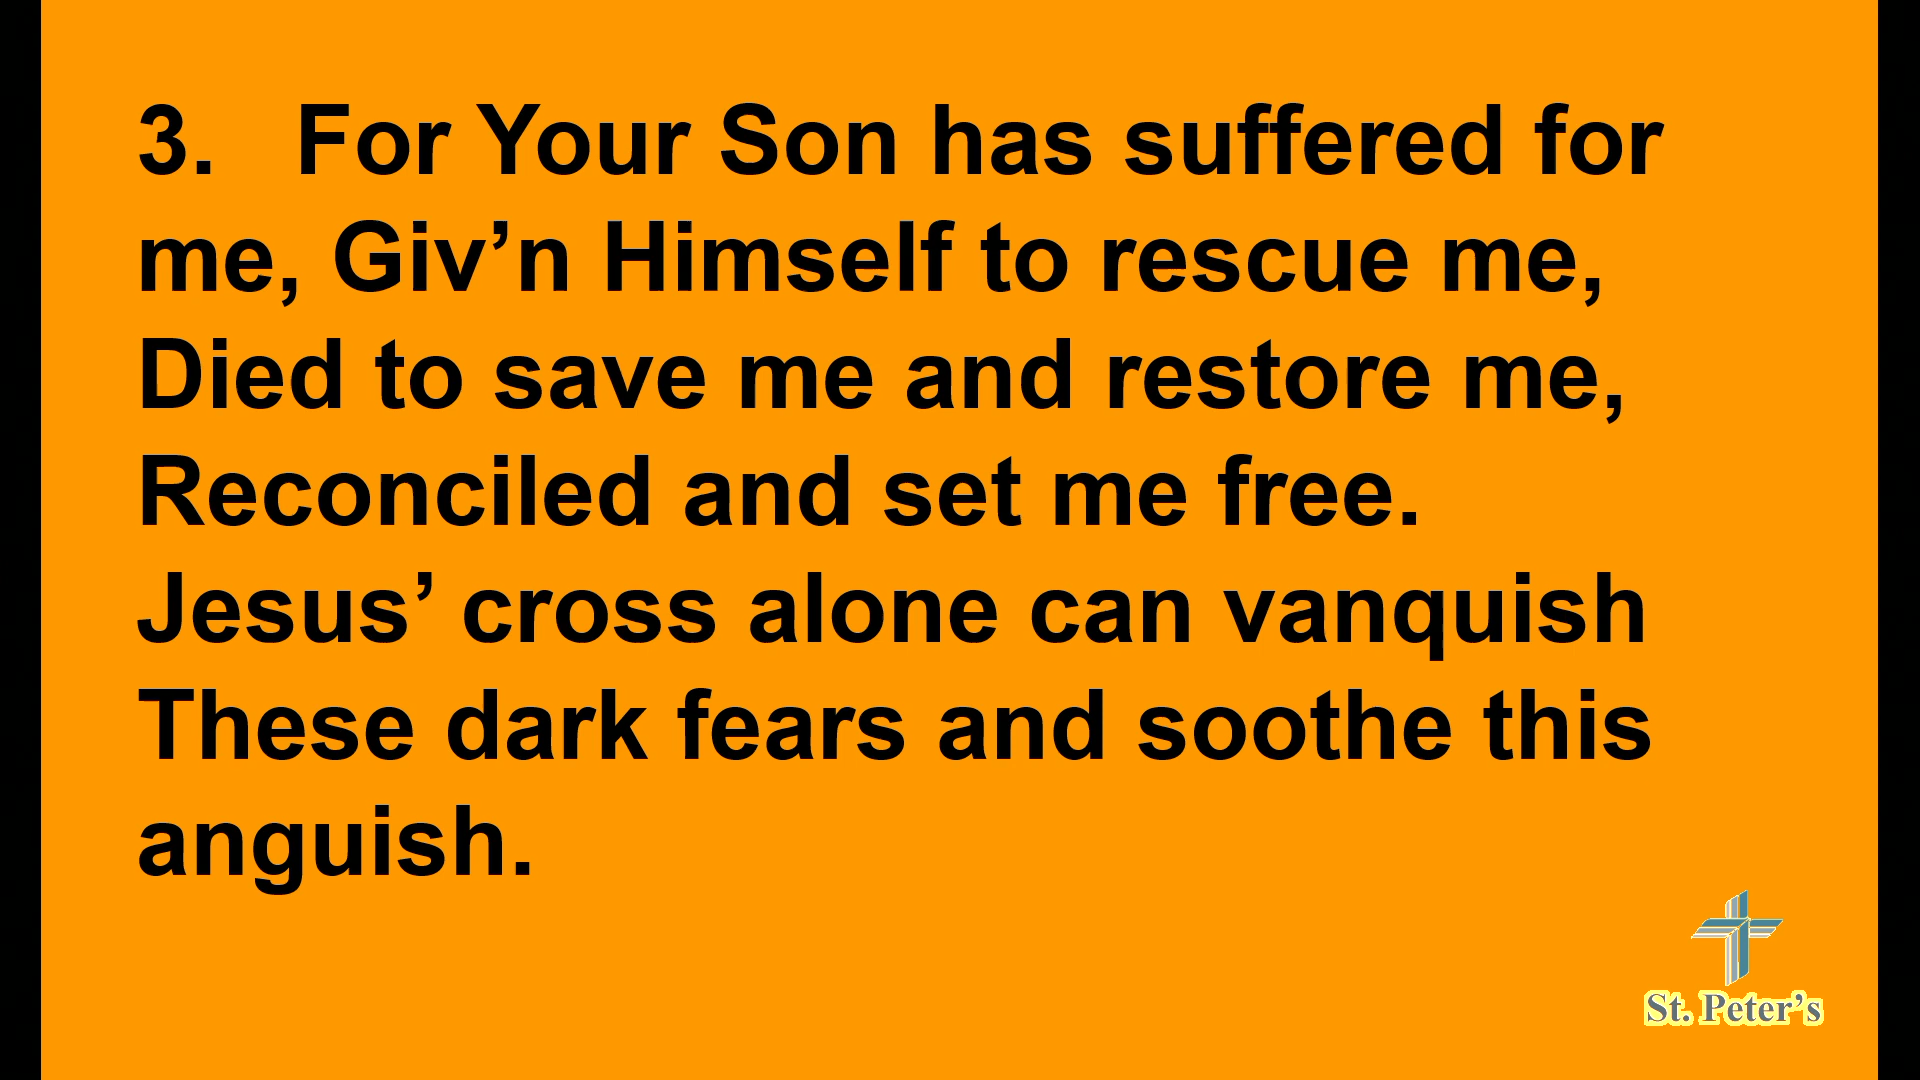 3. For Your Son has suffered for
me, Giv’n Himself to rescue me,
Died to save me and restore me,
Reconciled and set me free.
Jesus’ cross alone can vanquish
These dark fears and soothe this
anguish.
St. Peter’s